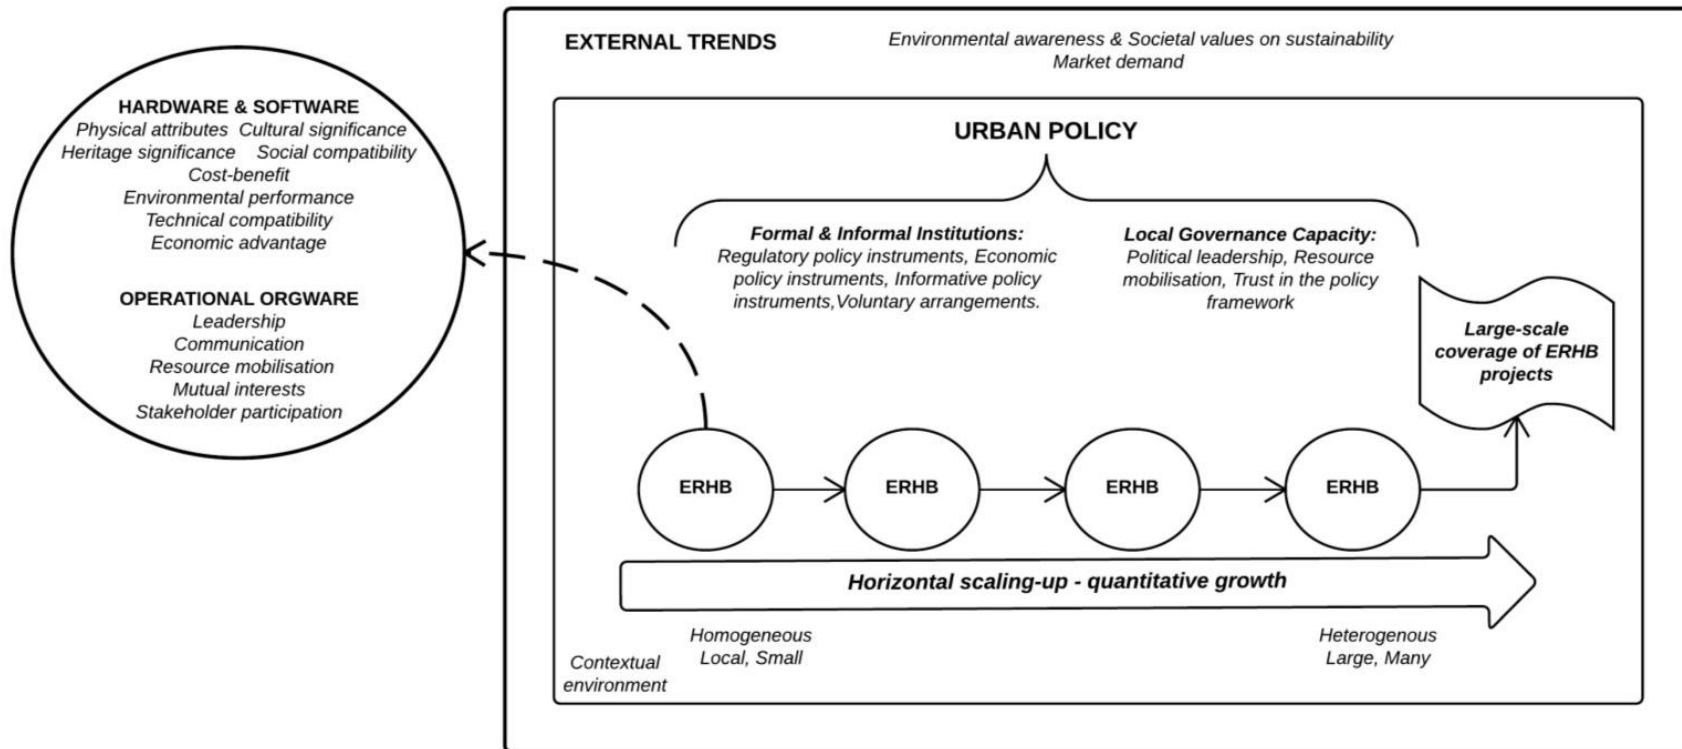 HARDWARE & SOFTWARE
Physical attributes Cultural significance
Heritage significance Social compatibility
Cost-benefit
Environmental performance
Technical compatibility
Economic advantage
OPERATIONAL ORGWARE
Leadership
Communication
Resource mobilisation
Mutual interests
Stakeholder participation
EXTERNAL TRENDS
Environmental awareness & Societal values on sustainability
Market demand
URBAN POLICY
Formal & Informal Institutions:
Regulatory policy instruments, Economic
policy instruments, Informative policy
instruments,Voluntary arrangements.
Local Governance Capacity:
Political leadership, Resource
mobilisation, Trust in the policy
framework
Large-scale
coverage of ERHB
projects
ERHB
ERHB
ERHB
ERHB
Horizontal scaling-up - quantitative growth
Homogeneous
Local, Small
Heterogenous
Large, Many
Contextual
environment